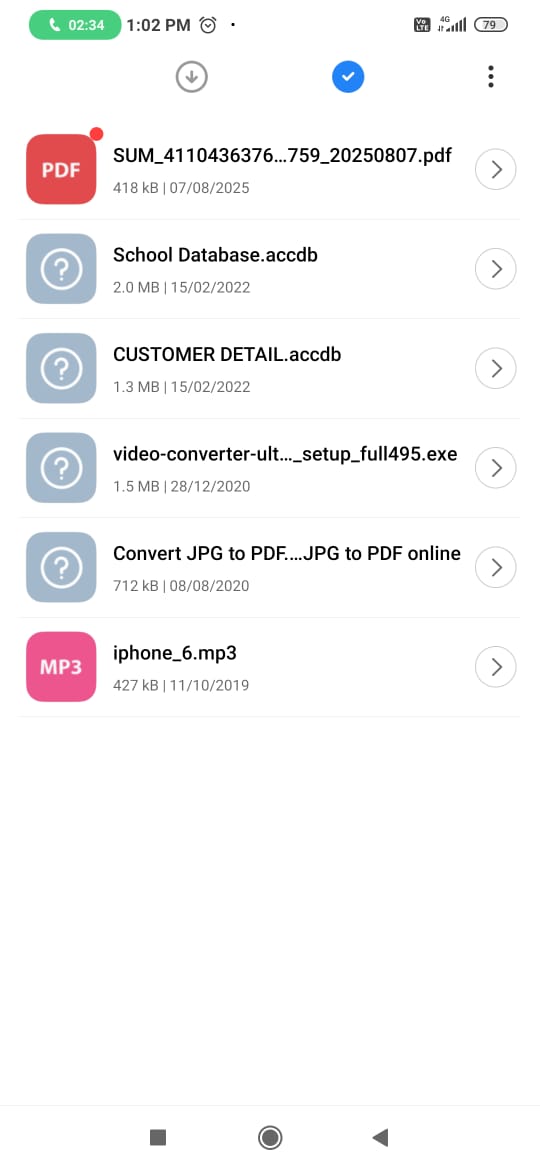 02:34 1:02 PM Vo LTE 4G 79
PDF
SUM_4110436376...759_20250807.pdf
418 kB | 07/08/2025
?
School Database.accdb
2.0 MB | 15/02/2022
?
CUSTOMER DETAIL.accdb
1.3 MB | 15/02/2022
?
video-converter-ult..._setup_full495.exe
1.5 MB | 28/12/2020
?
Convert JPG to PDF....JPG to PDF online
712 kB | 08/08/2020
MP3
iphone_6.mp3
427 kB | 11/10/2019